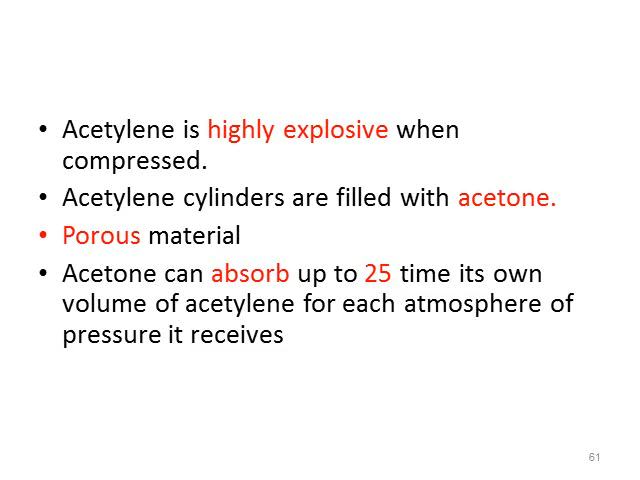 • Acetylene is highly explosive when
compressed.
• Acetylene cylinders are filled with acetone.
• Porous material
• Acetone can absorb up to 25 time its own
volume of acetylene for each atmosphere of
pressure it receives
61